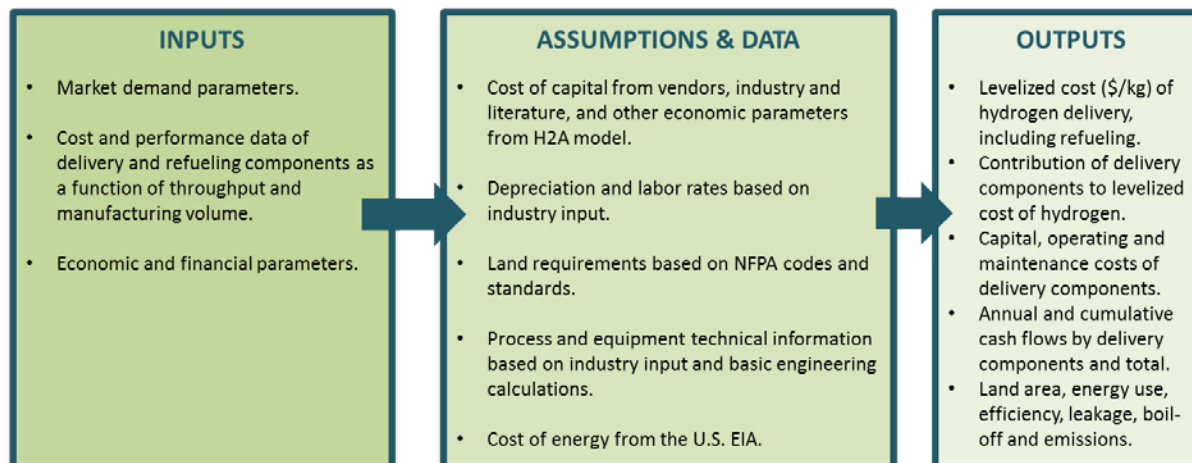 INPUTS
• Market demand parameters.
• Cost and performance data of
delivery and refueling components as
a function of throughput and
manufacturing volume.
• Economic and financial parameters.
ASSUMPTIONS & DATA
• Cost of capital from vendors, industry and
literature, and other economic parameters
from H2A model.
• Depreciation and labor rates based on
industry input.
• Land requirements based on NFPA codes and
standards.
• Process and equipment technical information
based on industry input and basic engineering
calculations.
• Cost of energy from the U.S. EIA.
OUTPUTS
• Levelized cost ($/kg) of
hydrogen delivery,
including refueling.
• Contribution of delivery
components to levelized
cost of hydrogen.
• Capital, operating and
maintenance costs of
delivery components.
• Annual and cumulative
cash flows by delivery
components and total.
• Land area, energy use,
efficiency, leakage, boil-
off and emissions.